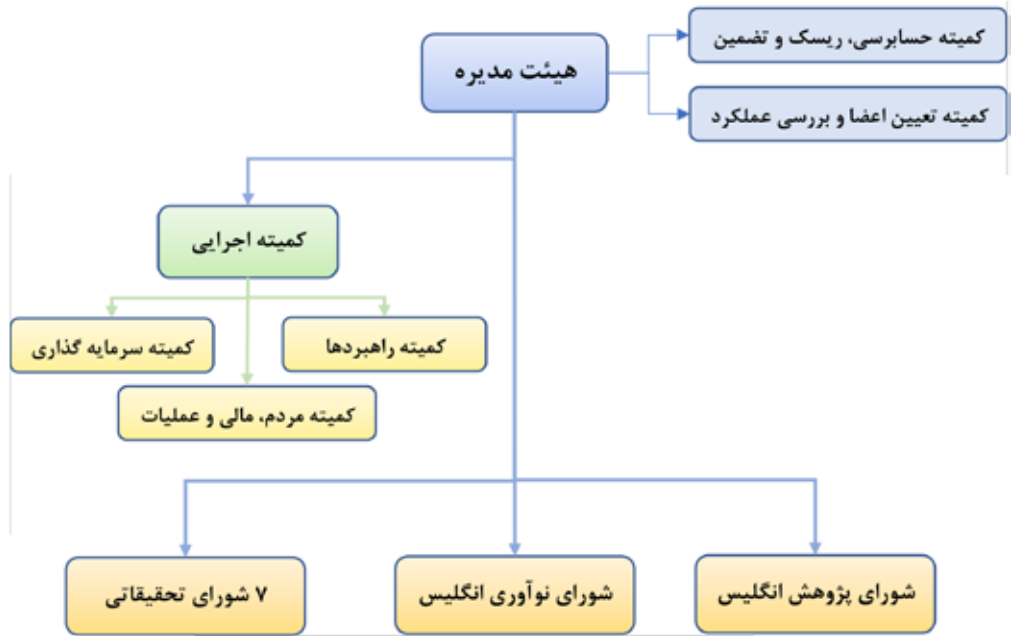 کمیته حسابرسی، ریسک و تضمین
هیئت مدیره
کمیته تعیین اعضا و بررسی عملکرد
کمیته اجرایی
کمیته راهبردها
کمیته سرمایه گذاری
کمیته مردم، مالی و عملیات
شورای پژوهش انگلیس
شورای نوآوری انگلیس
۷ شورای تحقیقاتی